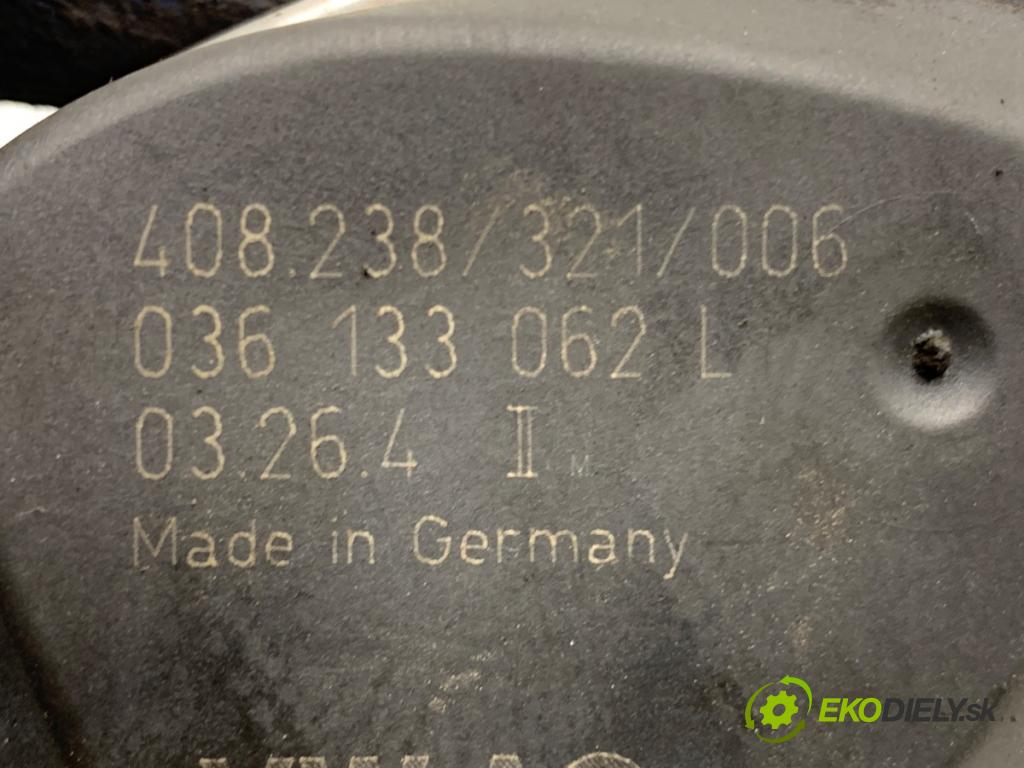 408.238/321/006
036 133 062 L
03.26.4 II M
Made in Germany
EKODIELY.sk